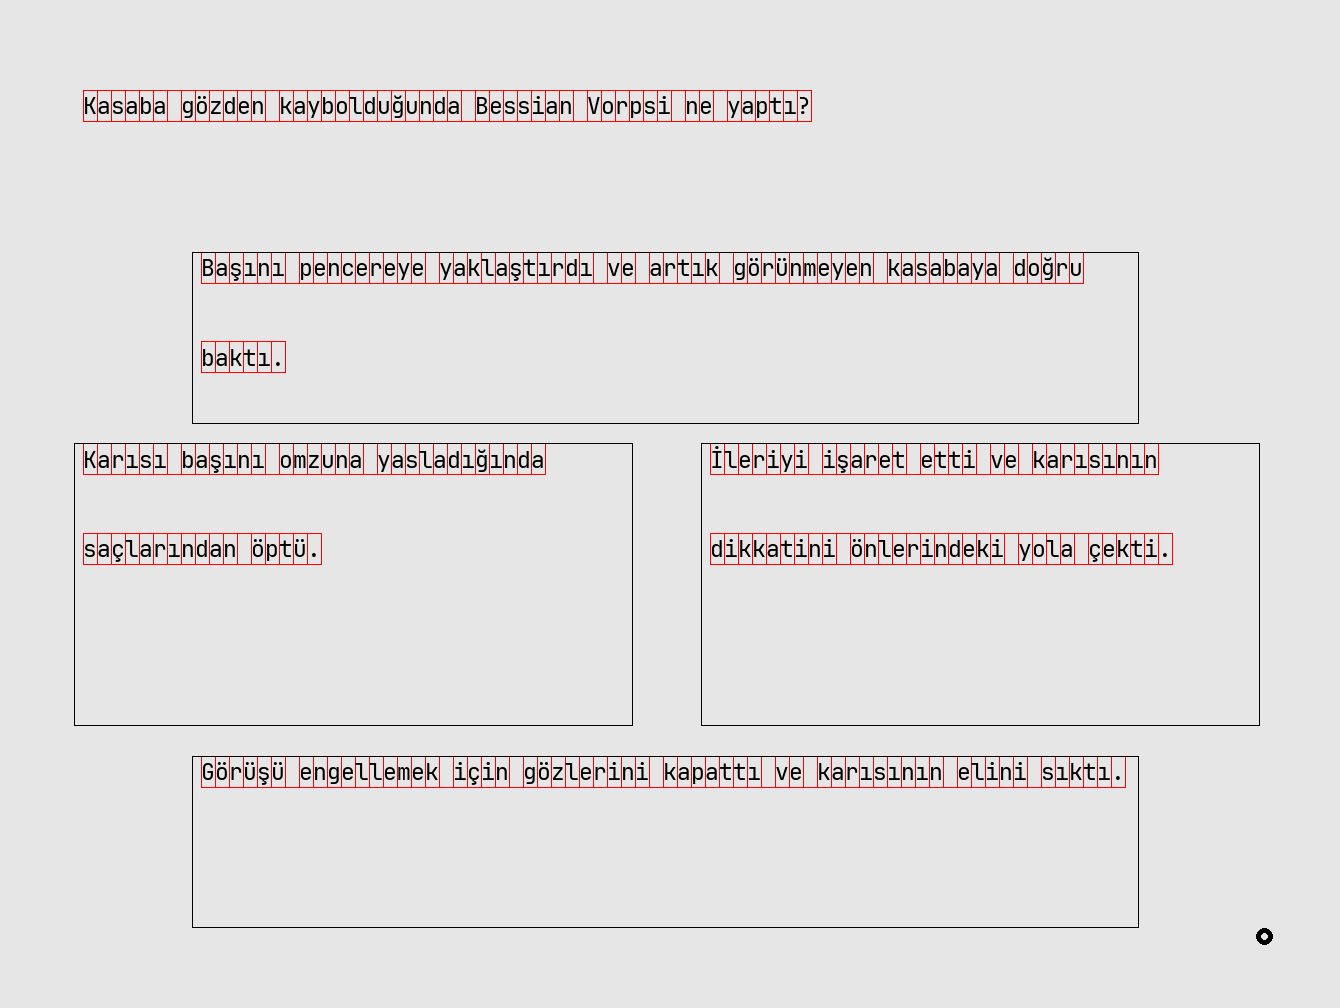 Kasaba gözden kaybolduğunda Bessian Vorpsi ne yaptı?
Başını pencereye yaklaştırdı ve artık görünmeyen kasabaya doğru
baktı.
Karısı başını omzuna yasladığında
saçlarından öptü.
İleriyi işaret etti ve karısının
dikkatini önlerindeki yola çekti.
Görüşü engellemek için gözlerini kapattı ve karısının elini sıktı.